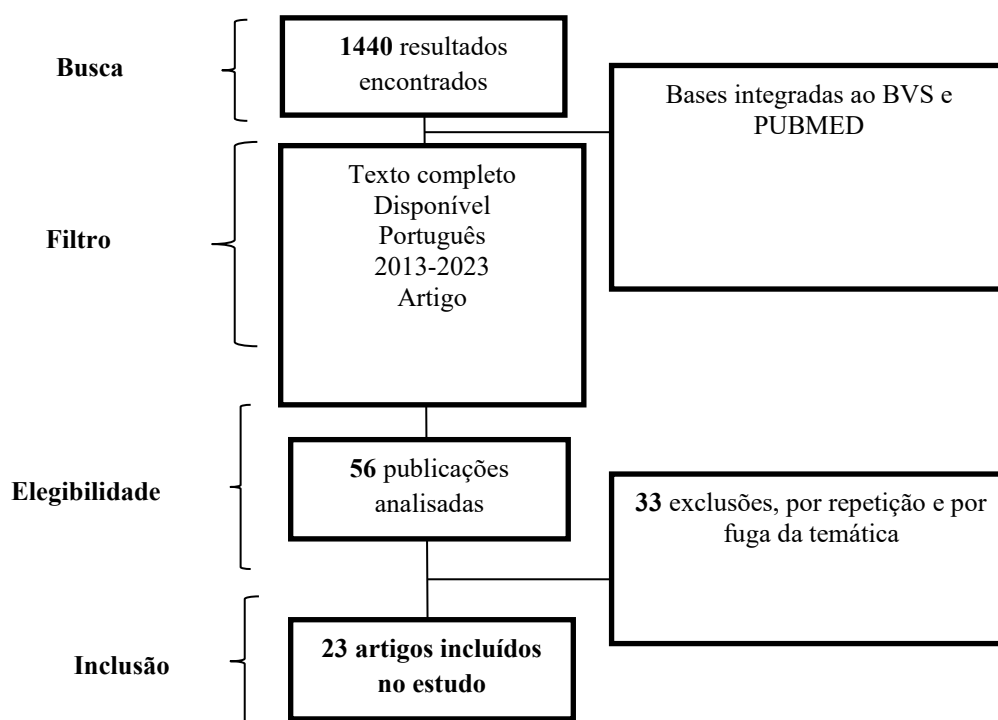 Busca
1440 resultados
encontrados
Bases integradas ao BVS e
PUBMED
Filtro
Texto completo
Disponível
Português
2013-2023
Artigo
Elegibilidade
56 publicações
analisadas
33 exclusões, por repetição e por
fuga da temática
Inclusão
23 artigos incluídos
no estudo